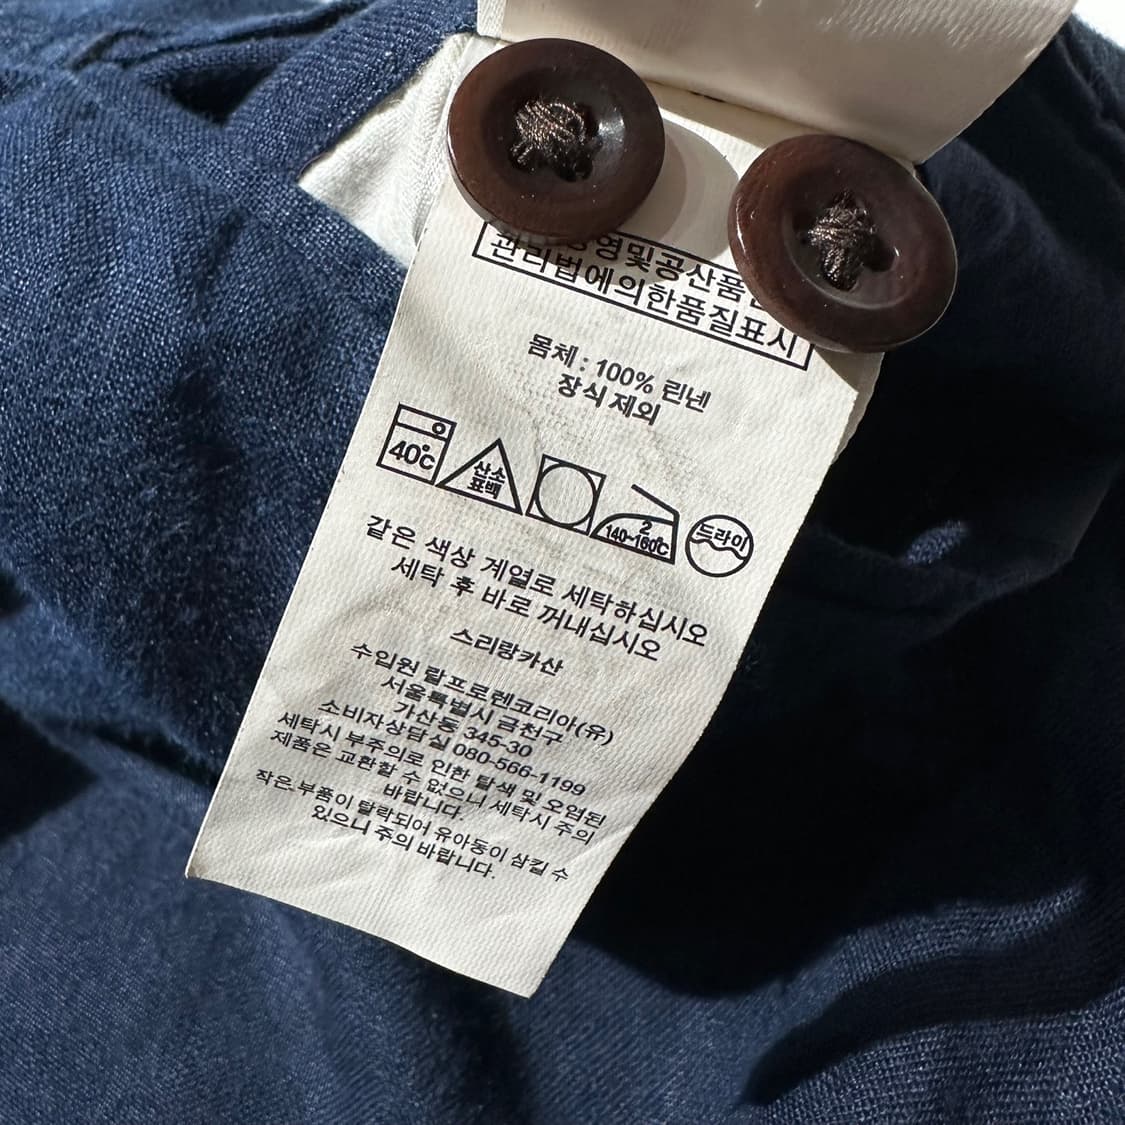 영및공산품
관리법에의한품질표시
몸체 : 100% 린넨
장식 제외
40°c
산소
표백
2
140~160℃
드라이
같은 색상 계열로 세탁하십시오
세탁 후 바로 꺼내십시오
스리랑카산
수입원 랄프로렌코리아(유)
서울특별시 금천구
가산동 345-30
소비자상담실 080-566-1199
세탁시 부주의로 인한 탈색 및 오염된
제품은 교환할 수 없으니 세탁시 주의
바랍니다.
작은 부품이 탈락되어 유아동이 삼킬 수
있으니 주의 바랍니다.